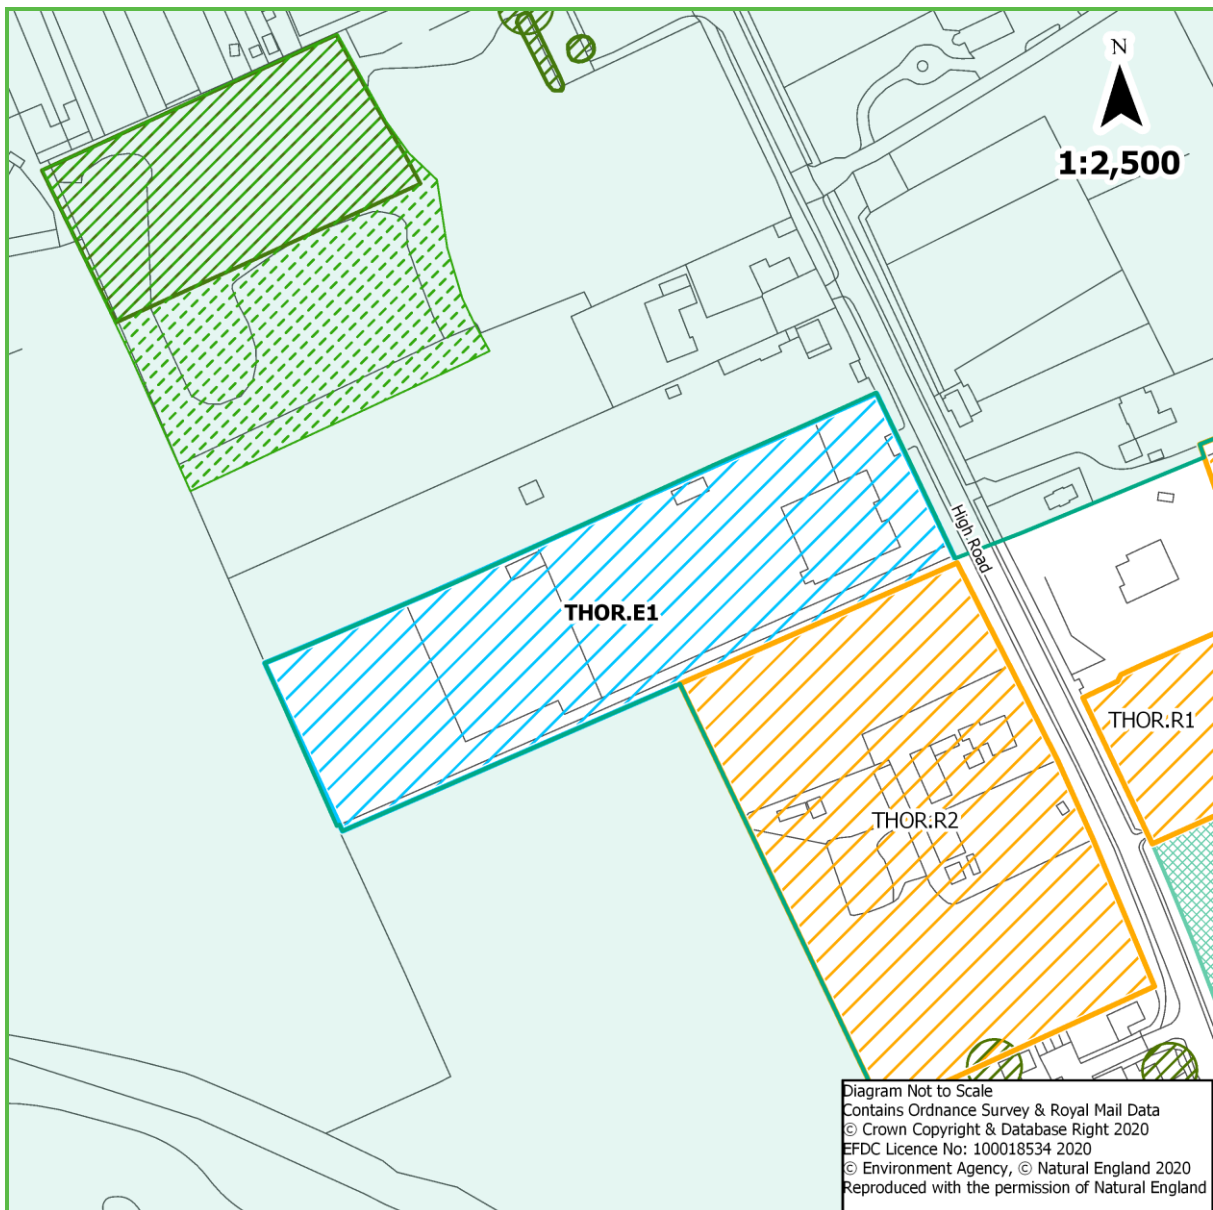 N
1:2,500
High Road
THOR.E1
THOR.R1
THOR.R2
Diagram Not to Scale
Contains Ordnance Survey & Royal Mail Data
© Crown Copyright & Database Right 2020
EFDC Licence No: 100018534 2020
© Environment Agency, © Natural England 2020
Reproduced with the permission of Natural England